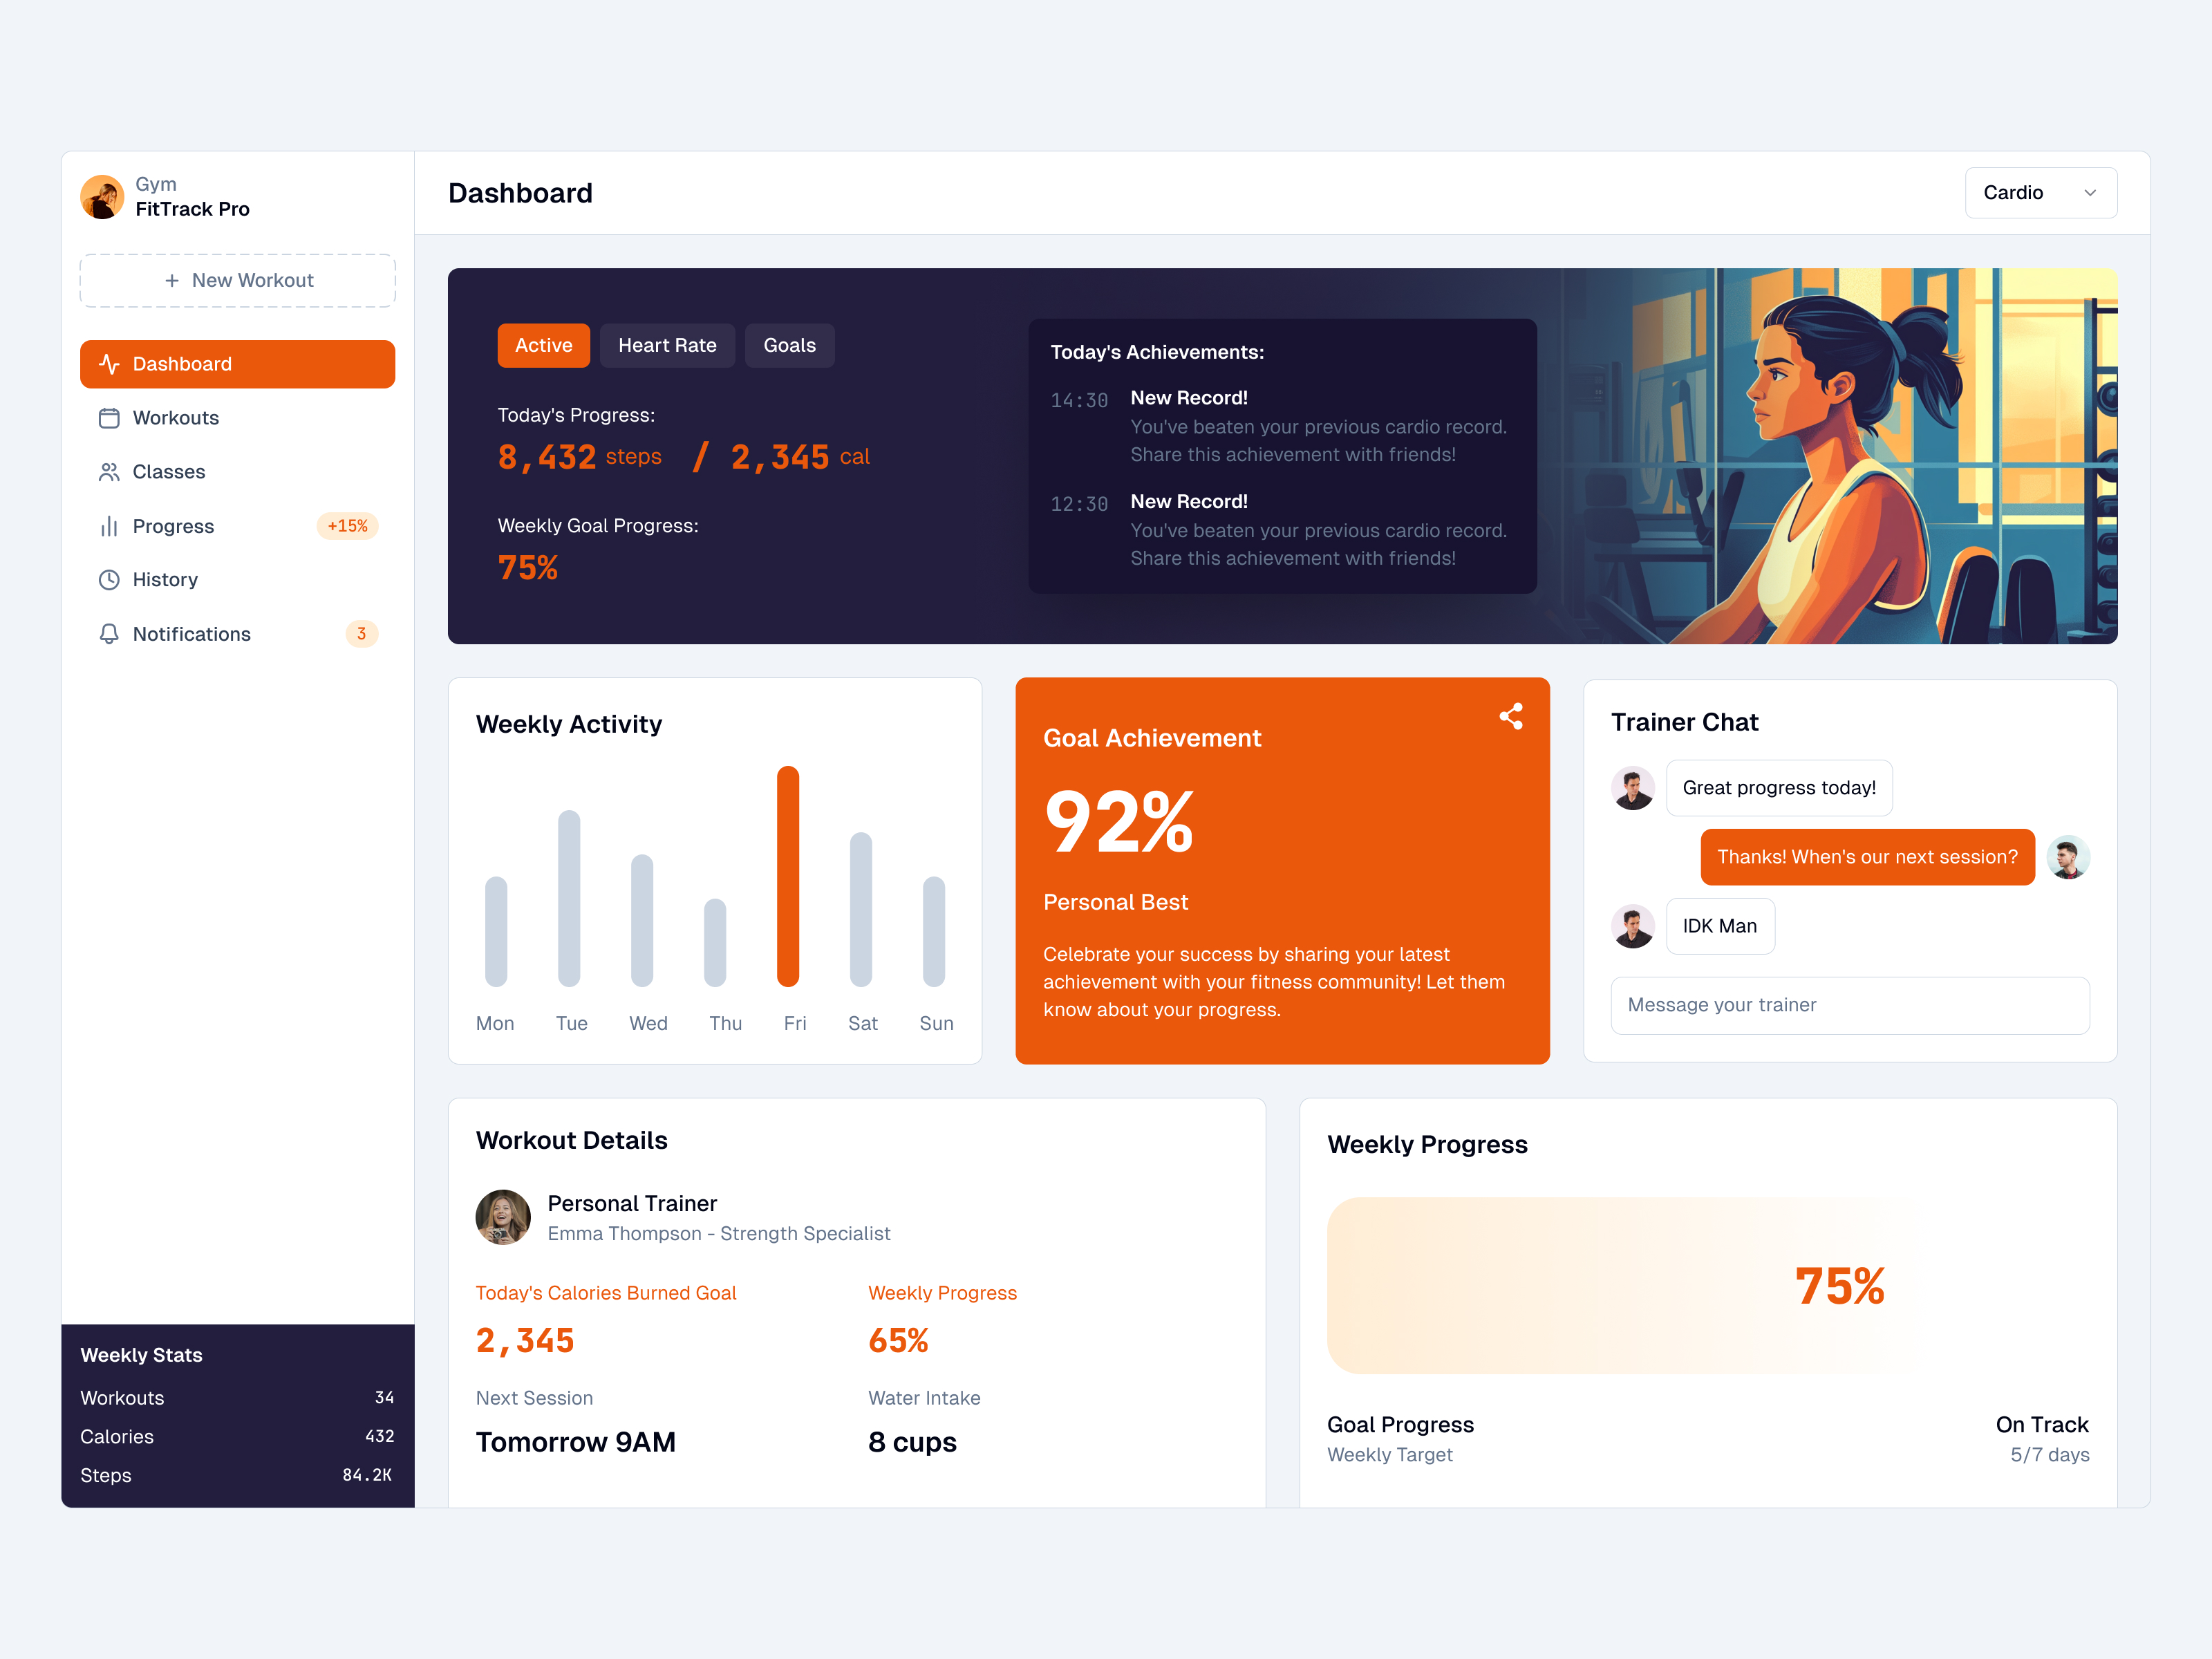 Gym
FitTrack Pro
+ New Workout
Dashboard
Workouts
Classes
Progress +15%
History
Notifications 3
Weekly Stats
Workouts 34
Calories 432
Steps 84.2K
Dashboard
Cardio
Active Heart Rate Goals
Today's Progress:
8,432 steps / 2,345 cal
Weekly Goal Progress:
75%
Today's Achievements:
14:30 New Record!
You've beaten your previous cardio record.
Share this achievement with friends!
12:30 New Record!
You've beaten your previous cardio record.
Share this achievement with friends!
Weekly Activity
Mon Tue Wed Thu Fri Sat Sun
Goal Achievement
92%
Personal Best
Celebrate your success by sharing your latest
achievement with your fitness community! Let them
know about your progress.
Trainer Chat
Great progress today!
Thanks! When's our next session?
IDK Man
Message your trainer
Workout Details
Personal Trainer
Emma Thompson - Strength Specialist
Today's Calories Burned Goal
2,345
Weekly Progress
65%
Next Session
Tomorrow 9AM
Water Intake
8 cups
Weekly Progress
75%
Goal Progress
Weekly Target
On Track
5/7 days